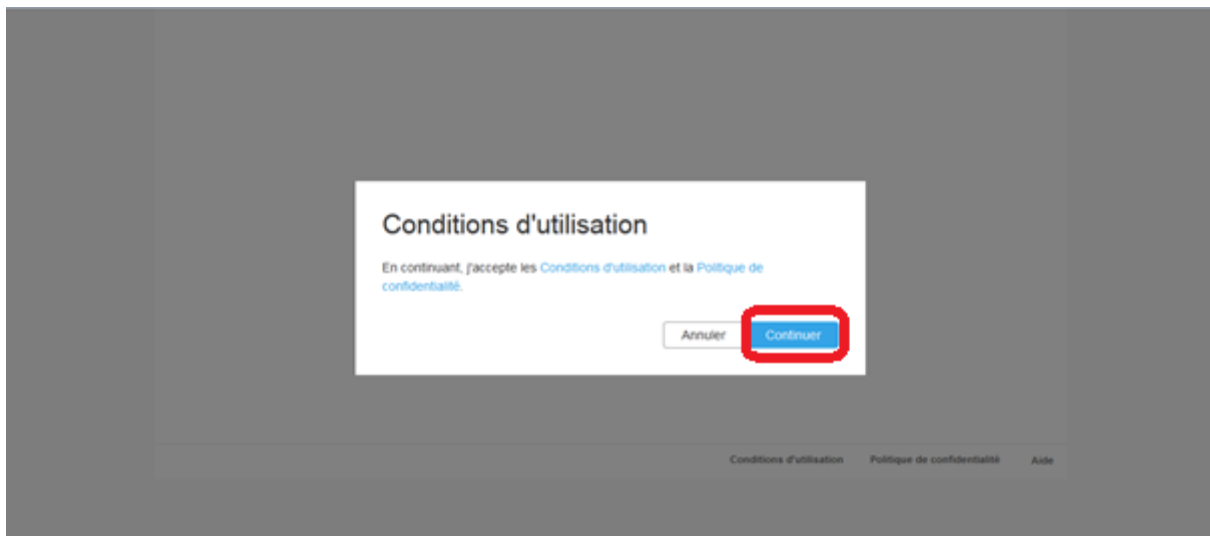 Conditions d'utilisation
En continuant, j'accepte les Conditions d'utilisation et la Politique de
confidentialité.
Annuler Continuer
Conditions d'utilisation Politique de confidentialité Aide